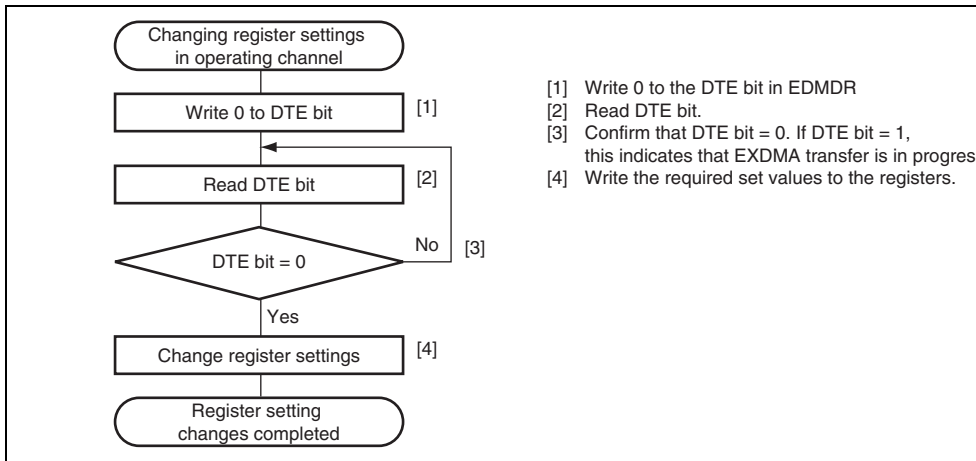 Changing register settings
in operating channel
Write 0 to DTE bit
[1]
Read DTE bit
[2]
DTE bit = 0
No
[3]
Yes
Change register settings
[4]
Register setting
changes completed
[1] Write 0 to the DTE bit in EDMDR
[2] Read DTE bit.
[3] Confirm that DTE bit = 0. If DTE bit = 1,
this indicates that EXDMA transfer is in progres
[4] Write the required set values to the registers.